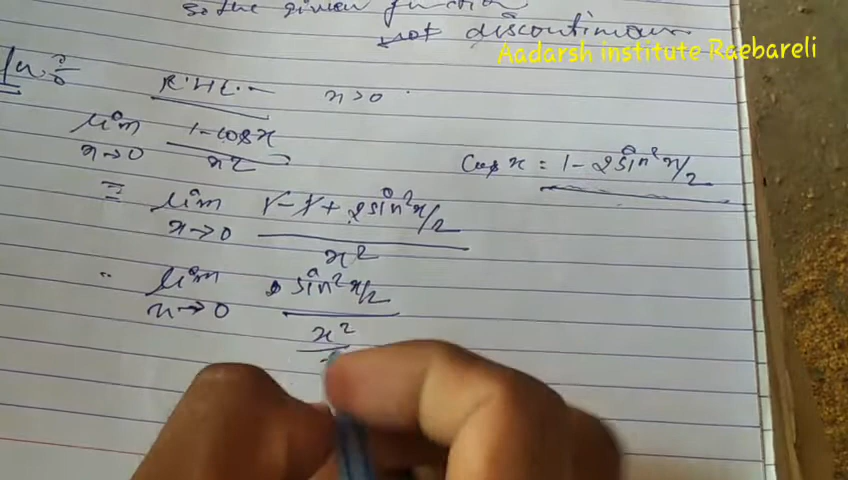 so the given function
not discontinuous
Aadarsh institute Raebareli
R.H.L. – x>0
lim x→0 1-cosx / x2
cos x = 1-2sin²x/2
= lim x→0 1-1+2sin²x/2 / x2
lim x→0 sin²x/2 / x2